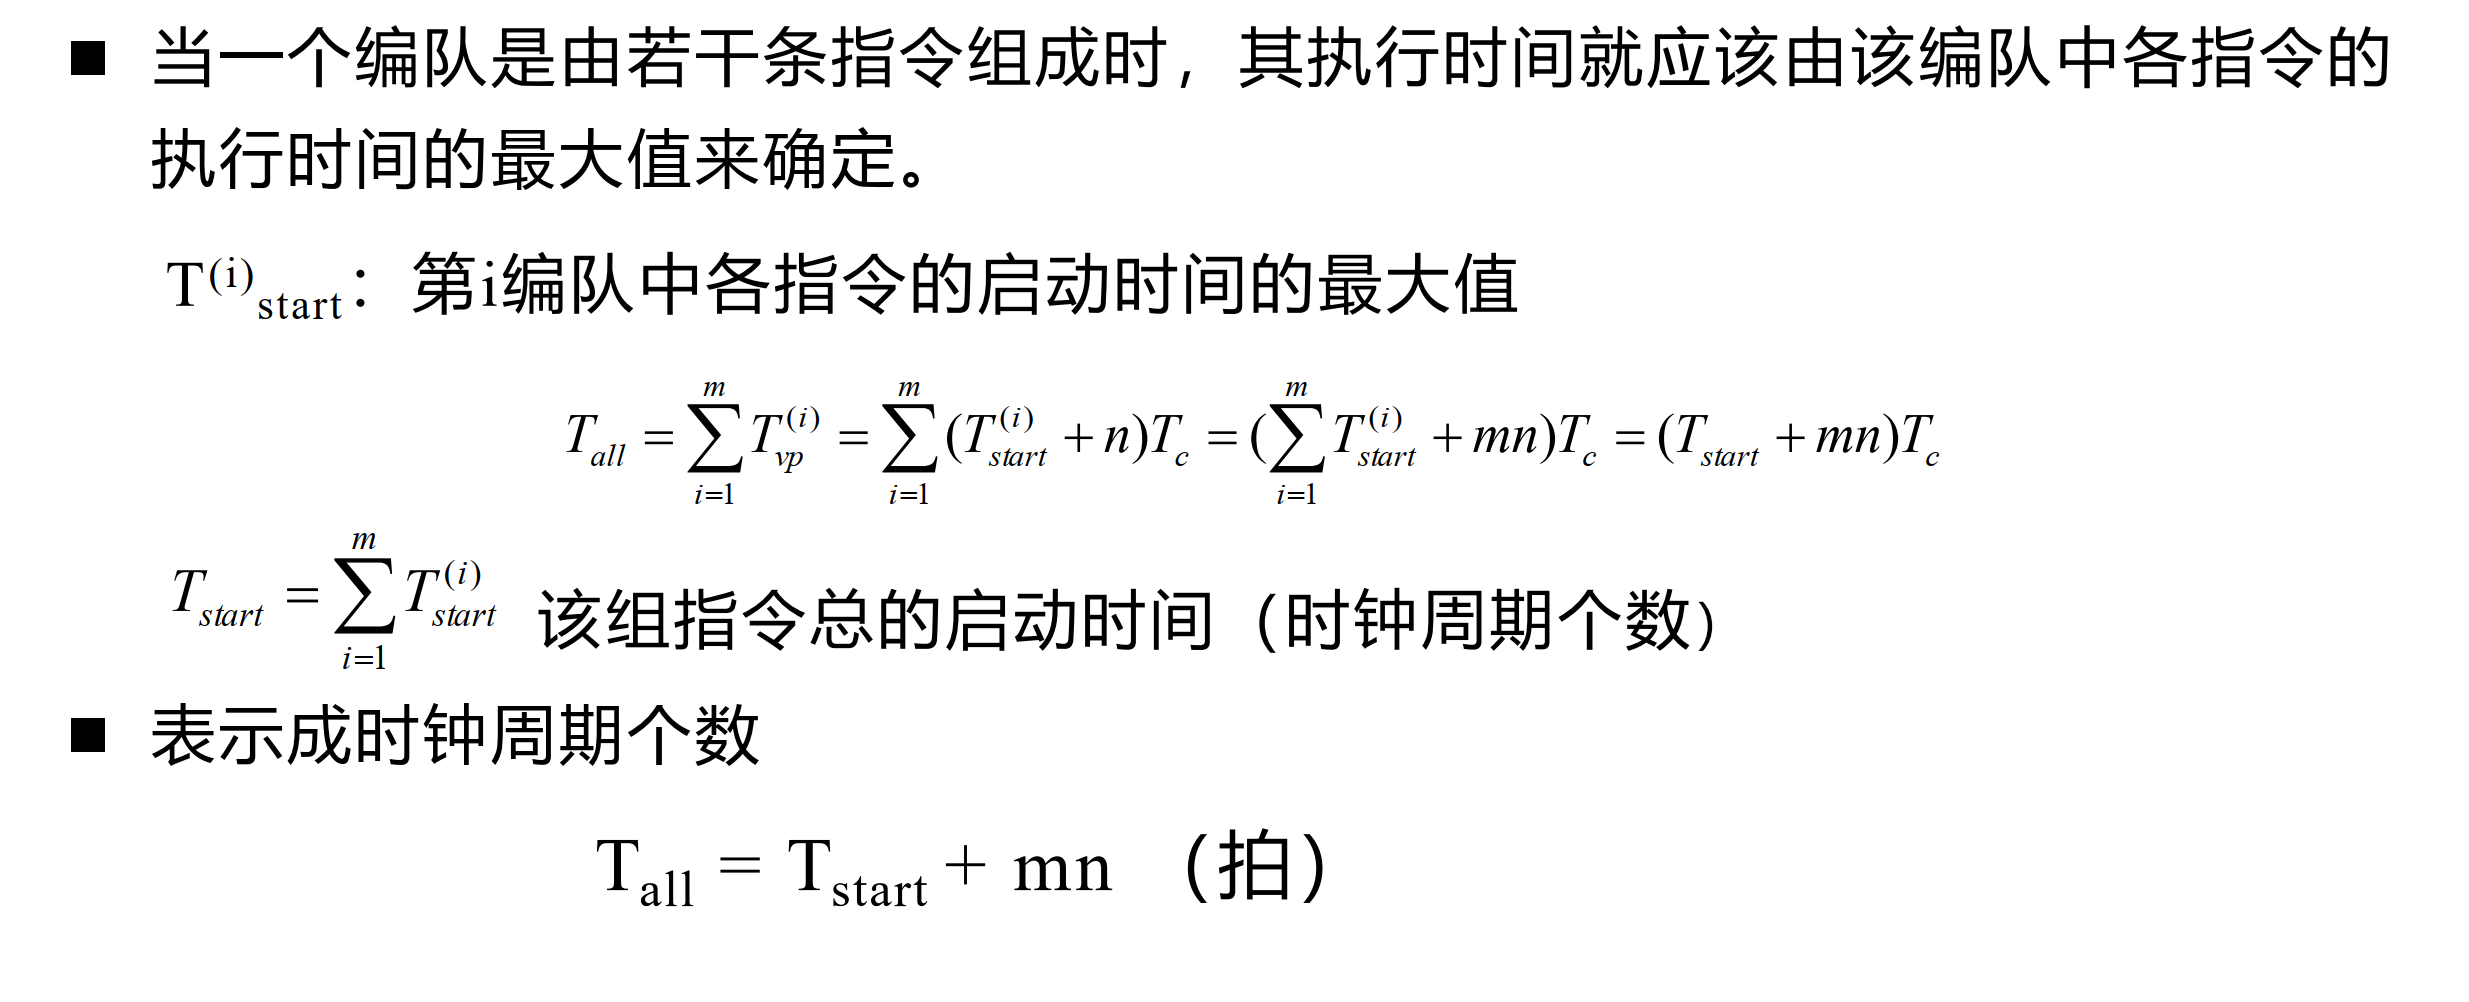 ■ 当一个编队是由若干条指令组成时，其执行时间就应该由该编队中各指令的
执行时间的最大值来确定。
T^{(i)}_{start}：第i编队中各指令的启动时间的最大值
T_{all} = \sum_{i=1}^{m} T_{vp}^{(i)} = \sum_{i=1}^{m} (T_{start}^{(i)} + n)T_c = (\sum_{i=1}^{m} T_{start}^{(i)} + mn)T_c = (T_{start} + mn)T_c
T_{start} = \sum_{i=1}^{m} T_{start}^{(i)} 该组指令总的启动时间（时钟周期个数）
■ 表示成时钟周期个数
T_{all} = T_{start} + mn （拍）